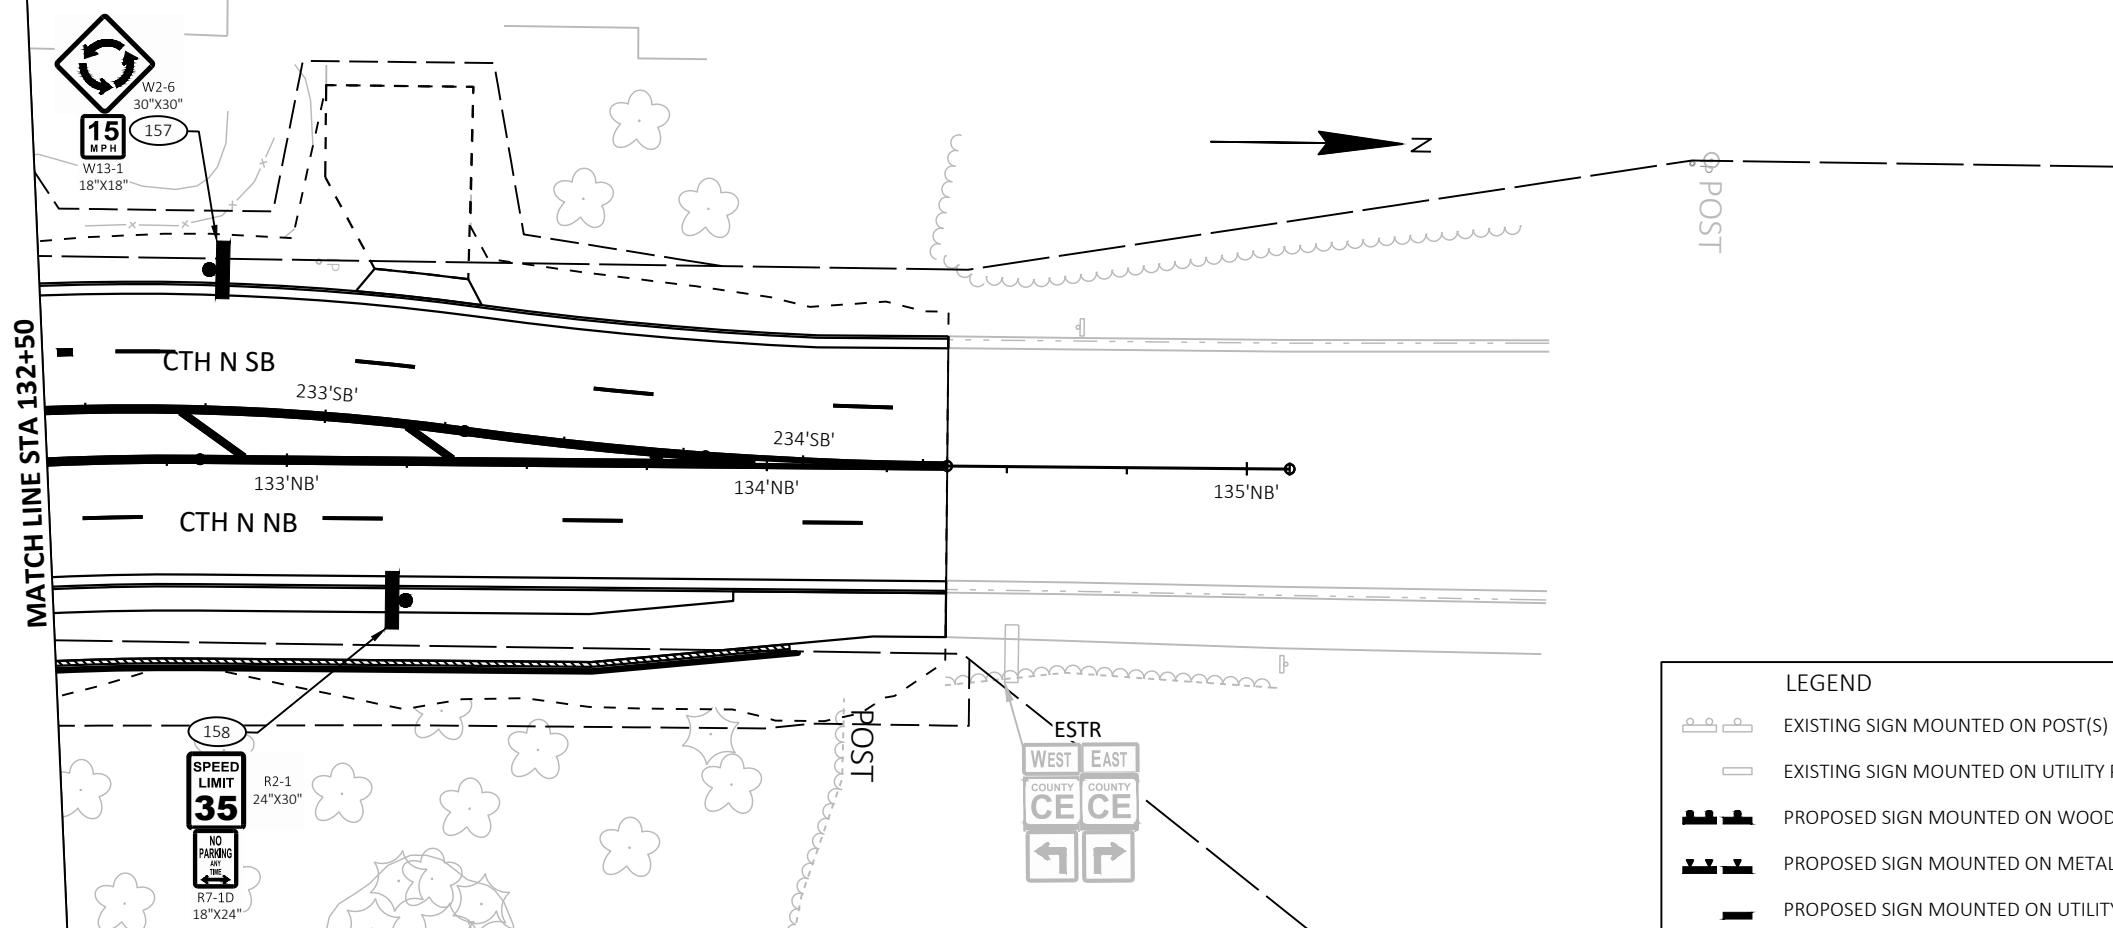 W2-6
30"X30"
157
15
MPH
W13-1
18"X18"
N
POST
MATCH LINE STA 132+50
CTH N SB
233'SB'
234'SB'
133'NB'
134'NB'
135'NB'
CTH N NB
158
SPEED
LIMIT
35
R2-1
24"X30"
NO
PARKING
ANY
TIME
R7-1D
18"X24"
POST
ESTR
WEST EAST
COUNTY COUNTY
CE CE
P
LEGEND
EXISTING SIGN MOUNTED ON POST(S)
EXISTING SIGN MOUNTED ON UTILITY
PROPOSED SIGN MOUNTED ON WOOD
PROPOSED SIGN MOUNTED ON METAL
PROPOSED SIGN MOUNTED ON UTILITY